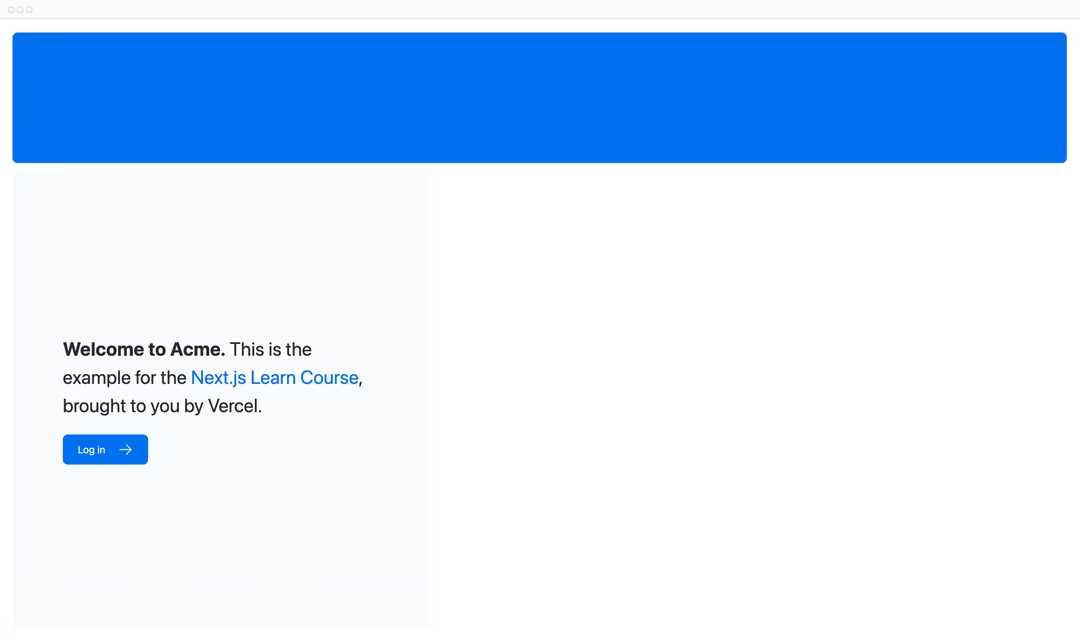 Welcome to Acme. This is the
example for the Next.js Learn Course,
brought to you by Vercel.
Log in